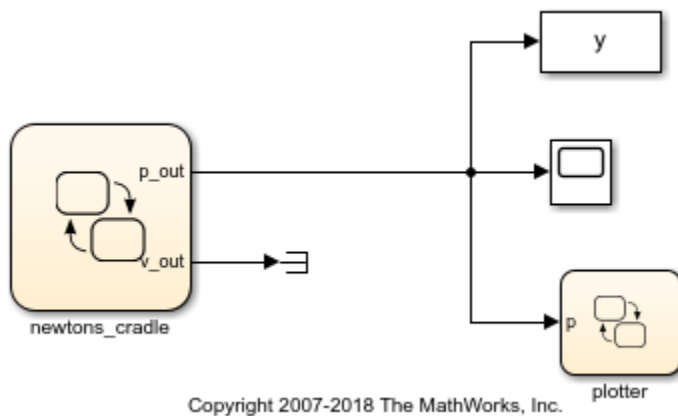 y
p_out
v_out
newtons_cradle
p
plotter
Copyright 2007-2018 The MathWorks, Inc.